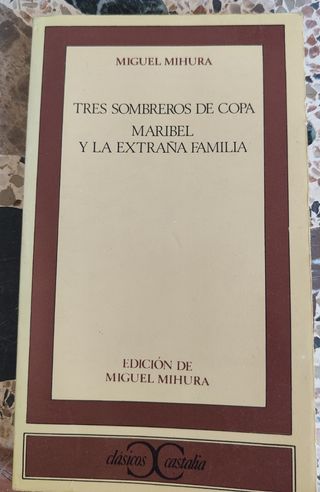 MIGUEL MIHURA
TRES SOMBREROS DE COPA
MARIBEL
Y LA EXTRAÑA FAMILIA
EDICIÓN DE
MIGUEL MIHURA
clásicos castalia